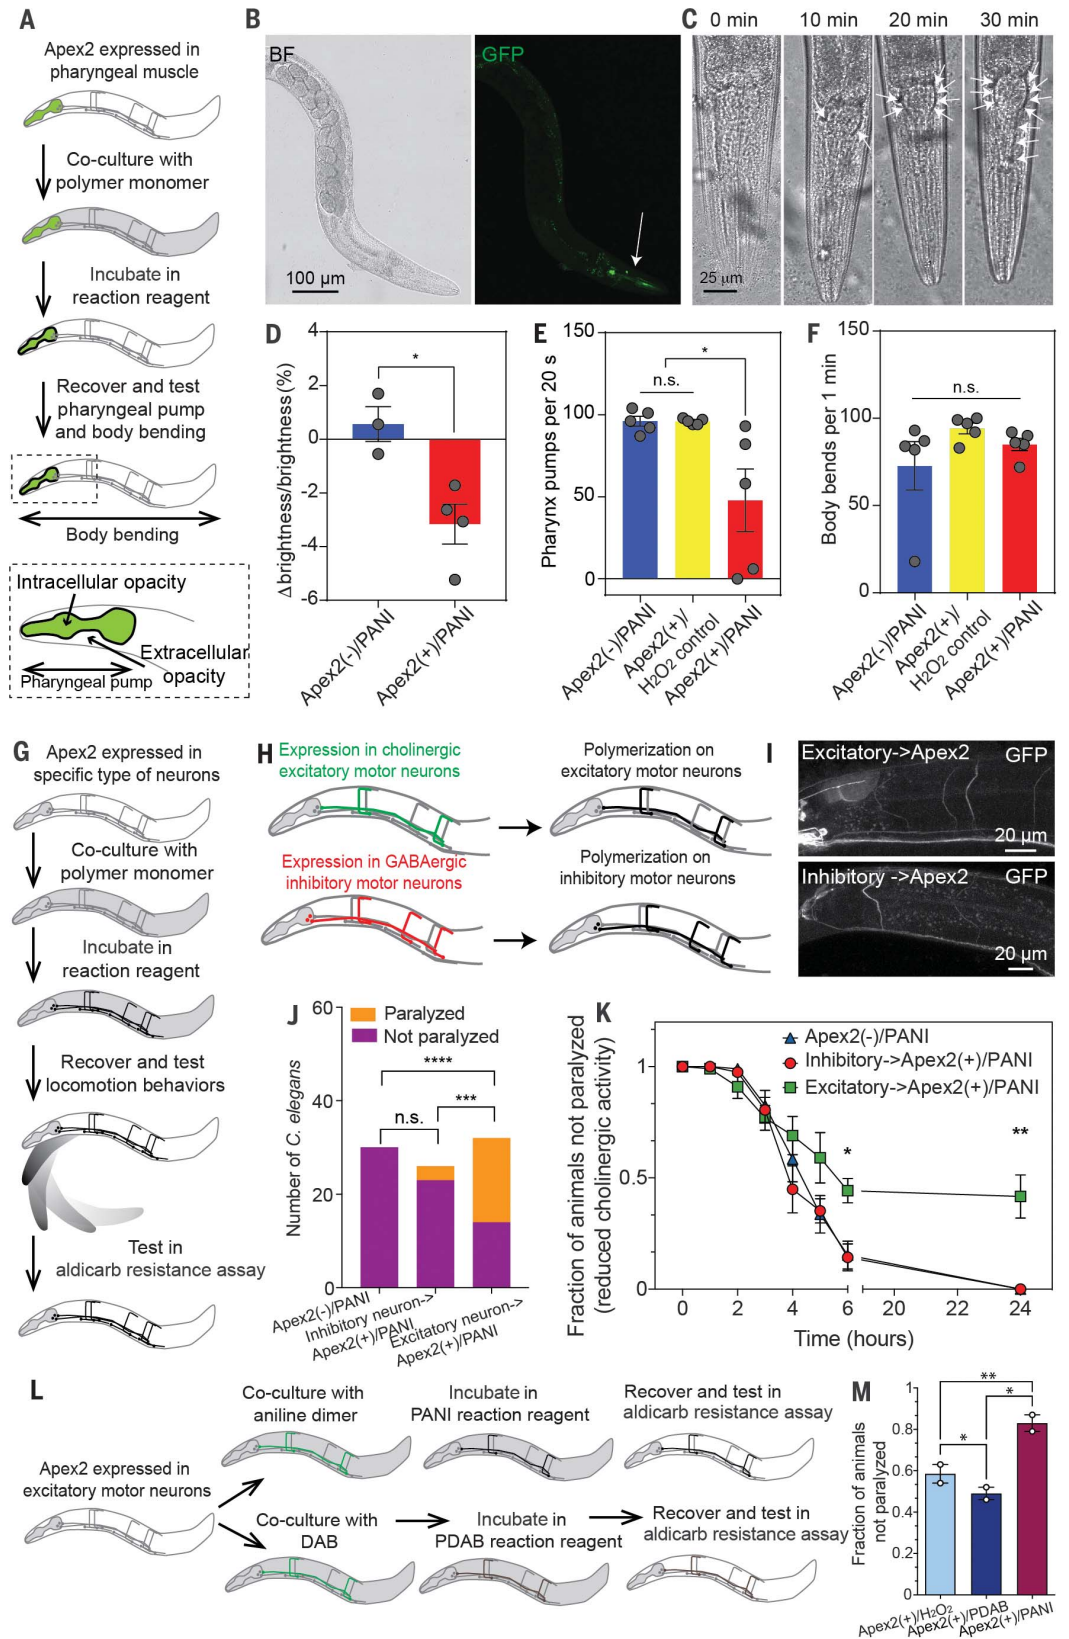 A
Apex2 expressed in
pharyngeal muscle
Co-culture with
polymer monomer
Incubate in
reaction reagent
Recover and test
pharyngeal pump
and body bending
Body bending
Intracellular opacity
Extracellular
opacity
Pharyngeal pump
B
BF
100 µm
GFP
C
0 min
10 min
20 min
30 min
25 µm
D
Δbrightness/brightness(%)
4
2
0
-2
-4
-6
*
Apex2(-)/PANI
Apex2(+)/PANI
E
Pharynx pumps per 20 s
150
100
50
0
n.s.
*
Apex2(-)/PANI
Apex2(+)/
H2O2 control
Apex2(+)/PANI
F
Body bends per 1 min
150
100
50
0
n.s.
Apex2(-)/PANI
Apex2(+)/
H2O2 control
Apex2(+)/PANI
G
Apex2 expressed in
specific type of neurons
Co-culture with
polymer monomer
Incubate in
reaction reagent
Recover and test
locomotion behaviors
Test in
aldicarb resistance assay
H
Expression in cholinergic
excitatory motor neurons
Polymerization on
excitatory motor neurons
Expression in GABAergic
inhibitory motor neurons
Polymerization on
inhibitory motor neurons
I
Excitatory->Apex2
GFP
20 µm
Inhibitory ->Apex2
GFP
20 µm
J
Number of C. elegans
60
40
20
0
Paralyzed
Not paralyzed
****
n.s.
***
Apex2(-)/PANI
Inhibitory neuron->
Apex2(+)/PANI
Excitatory neuron->
Apex2(+)/PANI
K
Fraction of animals not paralyzed
(reduced cholinergic activity)
1
0.5
0
Apex2(-)/PANI
Inhibitory->Apex2(+)/PANI
Excitatory->Apex2(+)/PANI
*
**
0
2
4
6
20
22
24
Time (hours)
L
Apex2 expressed in
excitatory motor neurons
Co-culture with
aniline dimer
Incubate in
PANI reaction reagent
Recover and test in
aldicarb resistance assay
Co-culture with
DAB
Incubate in
PDAB reaction reagent
Recover and test in
aldicarb resistance assay
M
Fraction of animals
not paralyzed
1
0.8
0.6
0.4
0.2
0
**
*
*
Apex2(+)/H2O2
Apex2(+)/PDAB
Apex2(+)/PANI